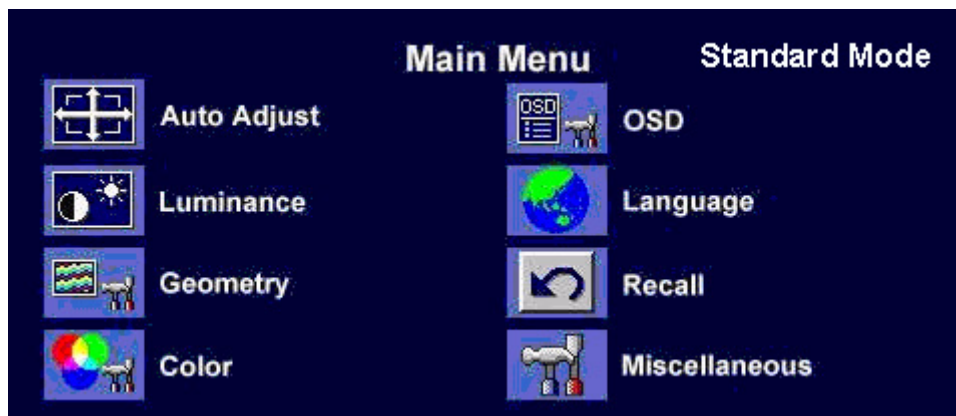 Main Menu
Standard Mode
Auto Adjust
Luminance
Geometry
Color
OSD
OSD
Language
Recall
Miscellaneous